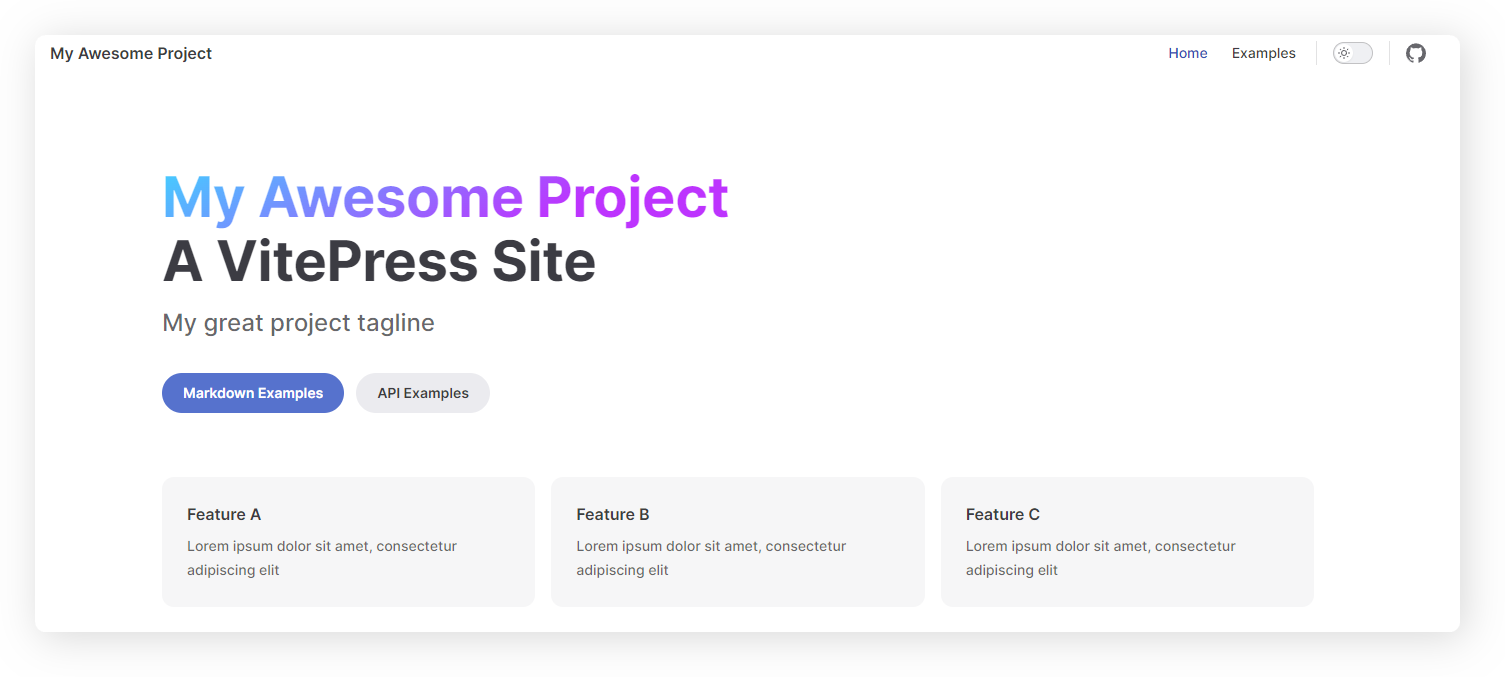 My Awesome Project
Home
Examples
My Awesome Project
A VitePress Site
My great project tagline
Markdown Examples
API Examples
Feature A
Lorem ipsum dolor sit amet, consectetur
adipiscing elit
Feature B
Lorem ipsum dolor sit amet, consectetur
adipiscing elit
Feature C
Lorem ipsum dolor sit amet, consectetur
adipiscing elit